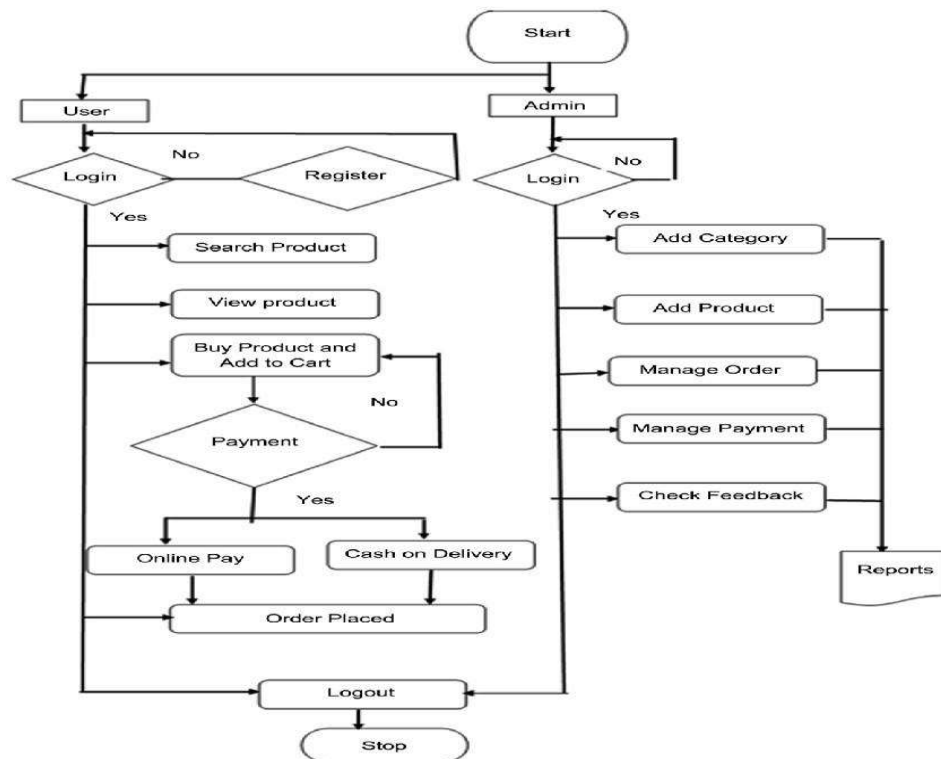 Start
User
Admin
Login
No
Register
Login
No
Yes
Yes
Search Product
Add Category
View product
Add Product
Buy Product and
Add to Cart
Manage Order
No
Payment
Manage Payment
Yes
Check Feedback
Online Pay
Cash on Delivery
Reports
Order Placed
Logout
Stop